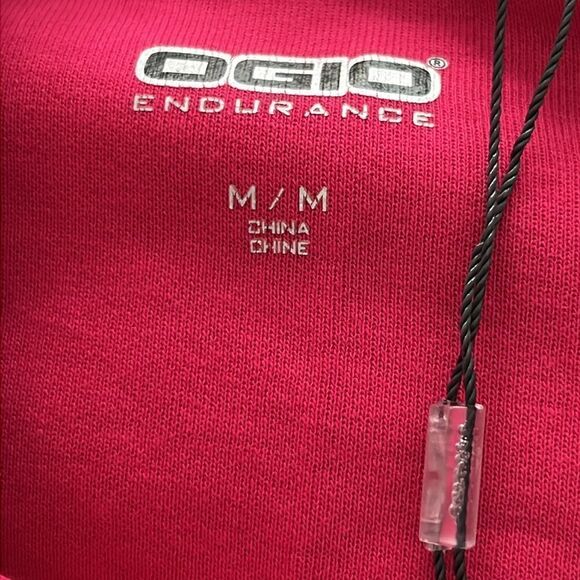 OGIO®
ENDURANCE
M / M
CHINA
CHINE